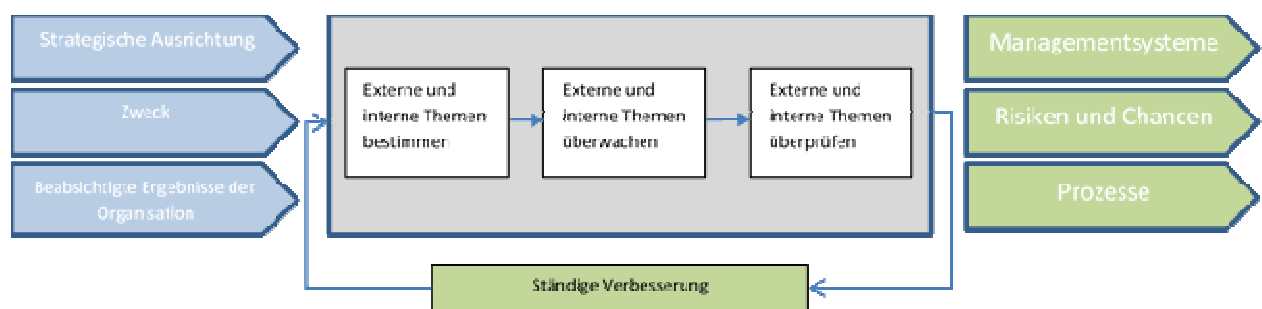 Strategische Ausrichtung
Zweck
Beabsichtigte Ergebnisse der
Organisation
Externe und
interne Themen
bestimmen
Externe und
interne Themen
überwachen
Externe und
interne Themen
überprüfen
Managementsysteme
Risiken und Chancen
Prozesse
Ständige Verbesserung